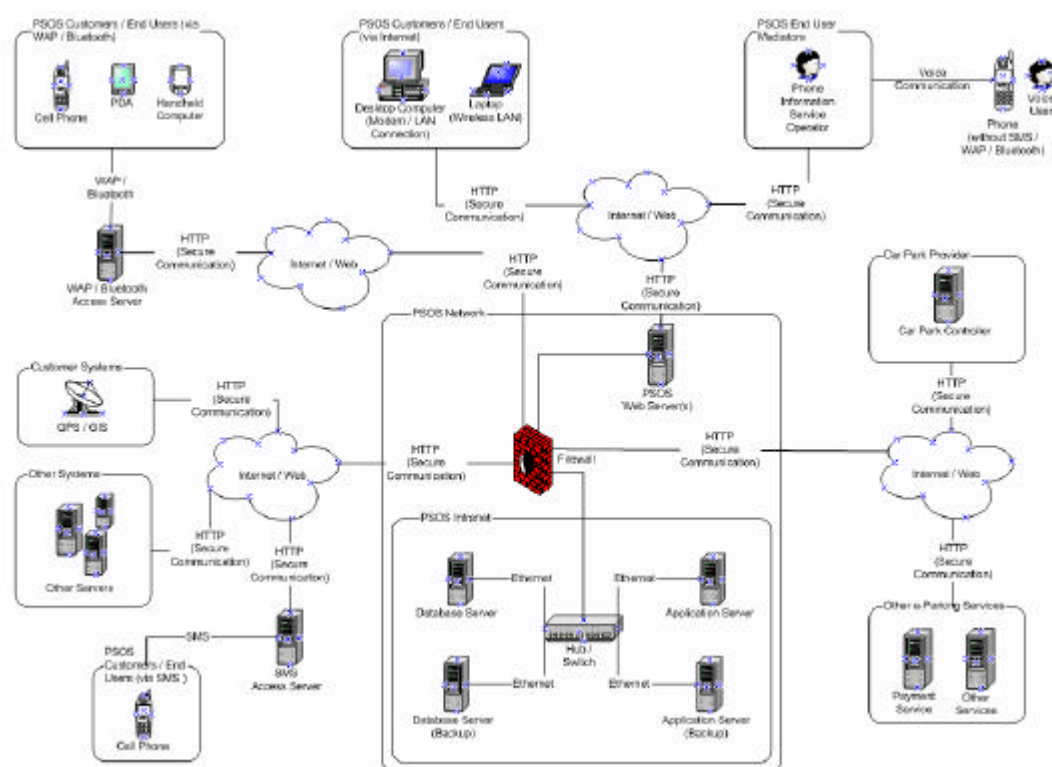 PSOS Customers / End Users (via
WAP / Bluetooth)
Cell Phone
PDA
Handheld
Computer
PSOS Customers / End Users
(via Internet)
Desktop Computer
(Modem / LAN
Connection)
Laptop
(Wireless LAN)
PSOS End User
Mediators
Phone
Information
Service
Operator
Voice
Communication
Phone
(without SMS /
WAP / Bluetooth)
Voice
User
WAP /
Bluetooth
HTTP
(Secure
Communication)
Internet / Web
HTTP
(Secure
Communication)
HTTP
(Secure
Communication)
WAP / Bluetooth
Access Server
HTTP
(Secure
Communication)
Internet / Web
HTTP
(Secure
Communication)
HTTP
(Secure
Communication)
Car Park Provider
Car Park Controller
PSOS Network
PSOS
Web Server(s)
Customer Systems
GPS / GIS
HTTP
(Secure
Communication)
HTTP
(Secure
Communication)
Internet / Web
HTTP
(Secure
Communication)
Firewall
HTTP
(Secure
Communication)
Internet / Web
Other Systems
Other Servers
HTTP
(Secure
Communication)
HTTP
(Secure
Communication)
PSOS Intranet
Ethernet
Ethernet
Database Server
Application Server
Hub /
Switch
Ethernet
Ethernet
Database Server
(Backup)
Application Server
(Backup)
HTTP
(Secure
Communication)
Other e-Parking Services
Payment
Service
Other
Services
SMS
SMS
Access Server
PSOS
Customers / End
Users (via SMS )
Cell Phone